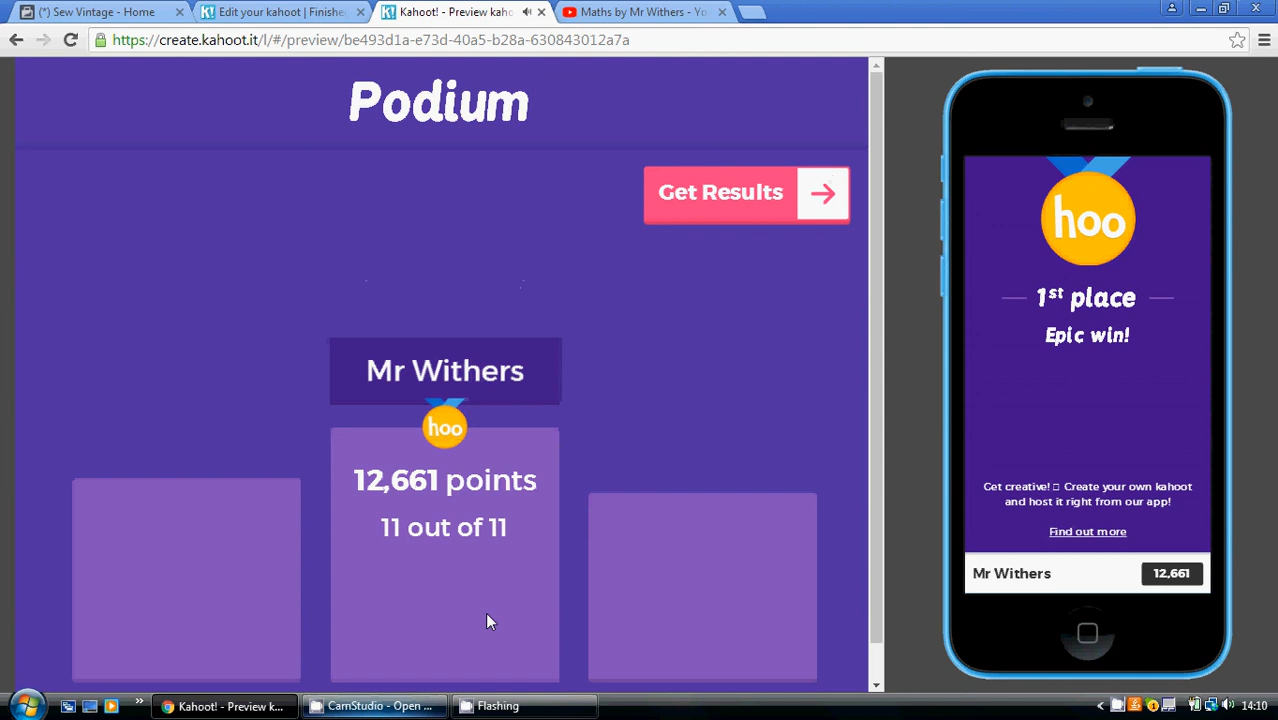 (*) Sew Vintage - Home
Edit your kahoot | Finishe
Kahoot! - Preview kaho
Maths by Mr Withers - Yo
https://create.kahoot.it/l/#/preview/be493d1a-e73d-40a5-b28a-630843012a7a
Podium
Get Results
Mr Withers
hoo
12,661 points
11 out of 11
hoo
1st place
Epic win!
Get creative! Create your own kahoot
and host it right from our app!
Find out more
Mr Withers 12,661
Kahoot! - Preview k...
CamStudio - Open ...
Flashing
14:10